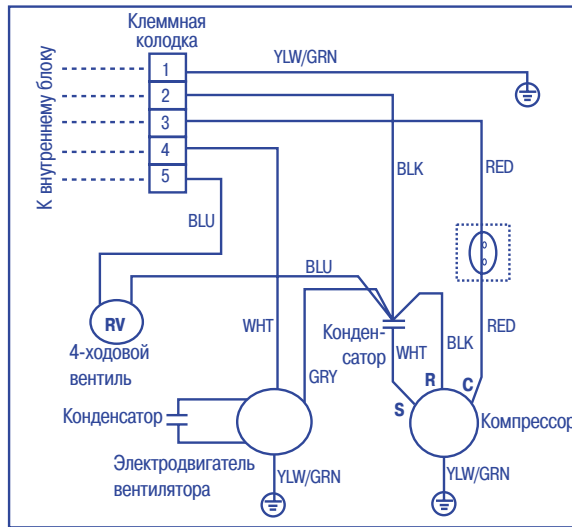 Клеммная
колодка
К внутреннему блоку
1
2
3
4
5
YLW/GRN
BLK
RED
BLU
BLU
RV
4-ходовой
вентиль
WHT
GRY
Конден-
сатор
WHT
BLK
RED
S
R
C
Компрессор
Конденсатор
Электродвигатель
вентилятора
YLW/GRN
YLW/GRN